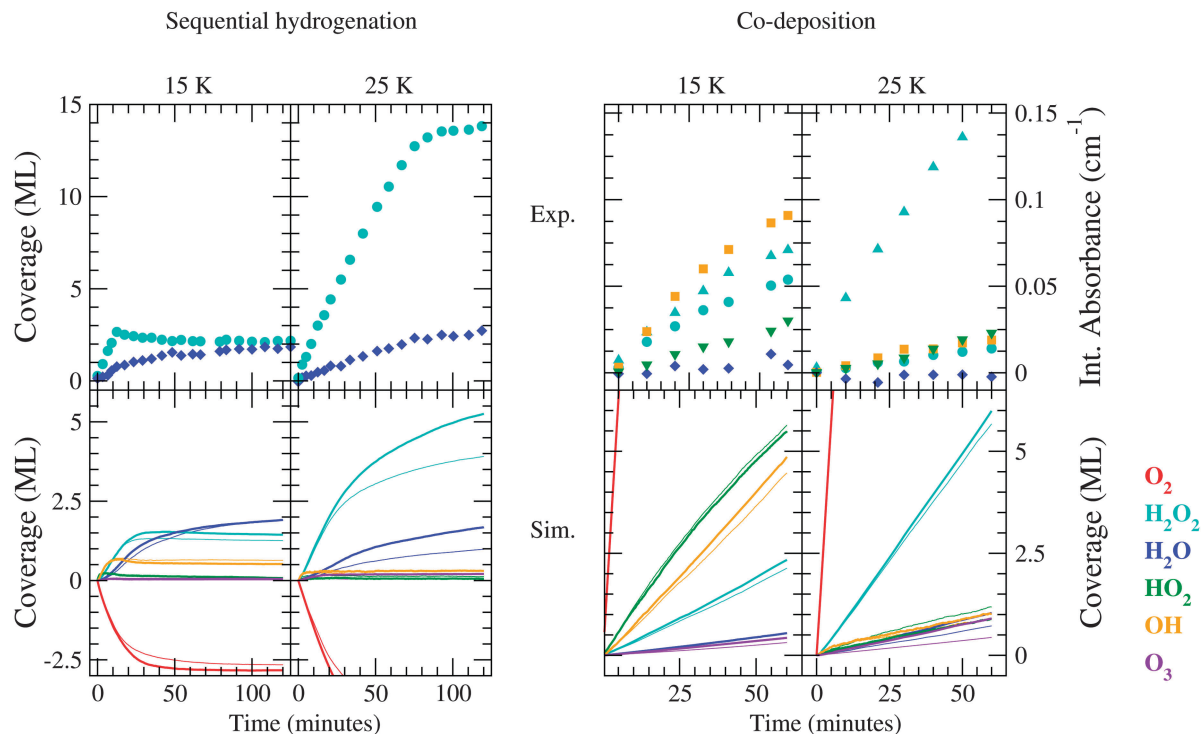 Sequential hydrogenation
Co-deposition
15 K
25 K
15 K
25 K
15
10
5
0
Coverage (ML)
Exp.
0.15
0.1
0.05
0
Int. Absorbance (cm⁻¹)
5
2.5
0
-2.5
Coverage (ML)
Sim.
5
2.5
0
Coverage (ML)
O₂
H₂O₂
H₂O
HO₂
OH
O₃
0 50 100 0 50 100
25 50 0 25 50
Time (minutes)
Time (minutes)